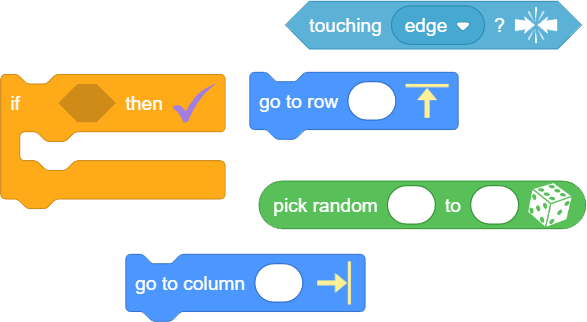 touching edge ?
if then
go to row
pick random to
go to column